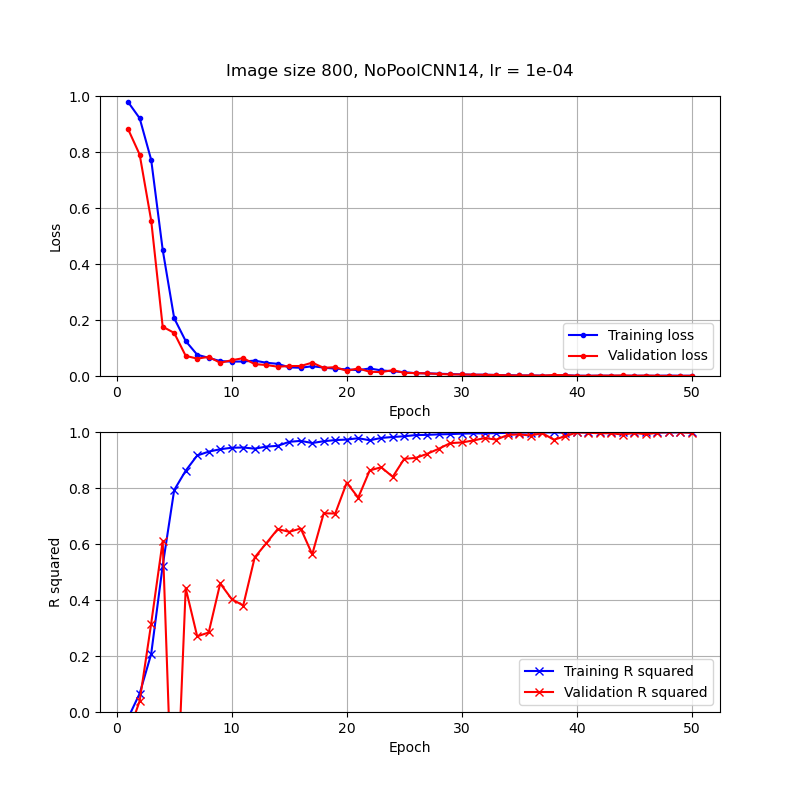 Image size 800, NoPoolCNN14, lr = 1e-04
1.0
0.8
0.6
0.4
0.2
0.0
Loss
Training loss
Validation loss
0 10 20 30 40 50
Epoch
1.0
0.8
0.6
0.4
0.2
0.0
R squared
Training R squared
Validation R squared
0 10 20 30 40 50
Epoch